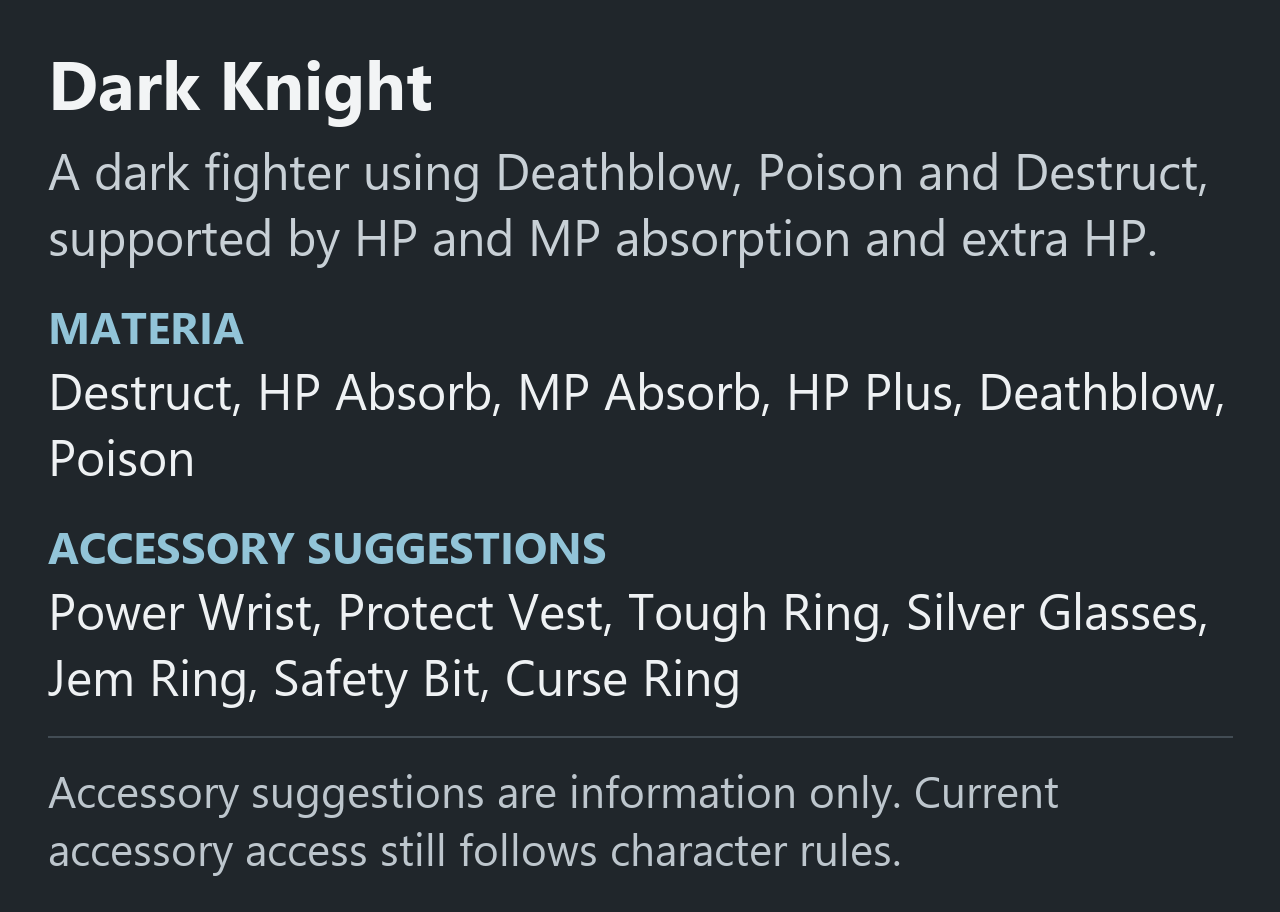 Dark Knight
A dark fighter using Deathblow, Poison and Destruct,
supported by HP and MP absorption and extra HP.
MATERIA
Destruct, HP Absorb, MP Absorb, HP Plus, Deathblow,
Poison
ACCESSORY SUGGESTIONS
Power Wrist, Protect Vest, Tough Ring, Silver Glasses,
Jem Ring, Safety Bit, Curse Ring
Accessory suggestions are information only. Current
accessory access still follows character rules.